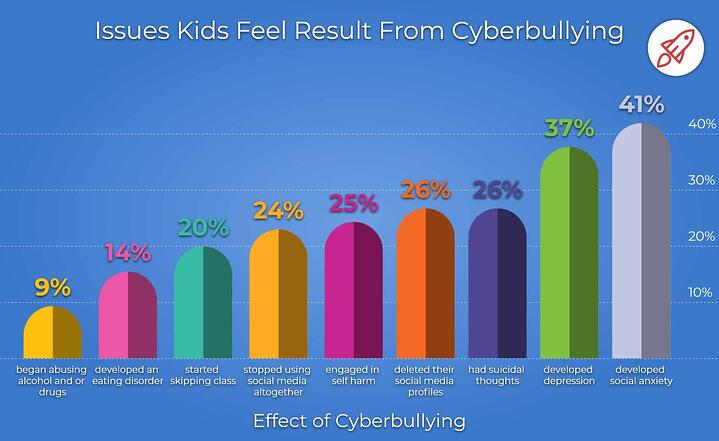 Issues Kids Feel Result From Cyberbullying
41%
40%
37%
30%
26%
26%
25%
24%
20%
20%
14%
10%
9%
began abusing
alcohol and or
drugs
developed an
eating disorder
started
skipping class
stopped using
social media
altogether
engaged in
self harm
deleted their
social media
profiles
had suicidal
thoughts
developed
depression
developed
social anxiety
Effect of Cyberbullying